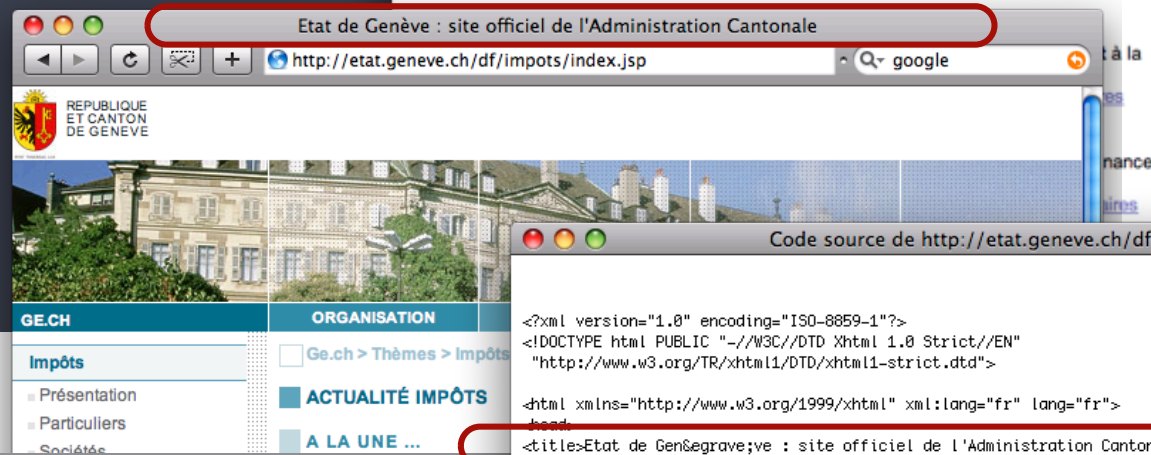 Etat de Genève : site officiel de l'Administration Cantonale
http://etat.geneve.ch/df/impots/index.jsp
google
t à la
res
REPUBLIQUE
ET CANTON
DE GENEVE
nance
aires
Code source de http://etat.geneve.ch/df
GE.CH
ORGANISATION
Impôts
Présentation
Particuliers
Sociétés
Ge.ch > Thèmes > Impôts
ACTUALITÉ IMPÔTS
A LA UNE ...
<?xml version="1.0" encoding="ISO-8859-1"?>
<!DOCTYPE html PUBLIC "-//W3C//DTD Xhtml 1.0 Strict//EN"
"http://www.w3.org/TR/xhtml1/DTD/xhtml1-strict.dtd">
<html xmlns="http://www.w3.org/1999/xhtml" xml:lang="fr" lang="fr">
<head>
<title>Etat de Gen&egrave;ve : site officiel de l'Administration Canton